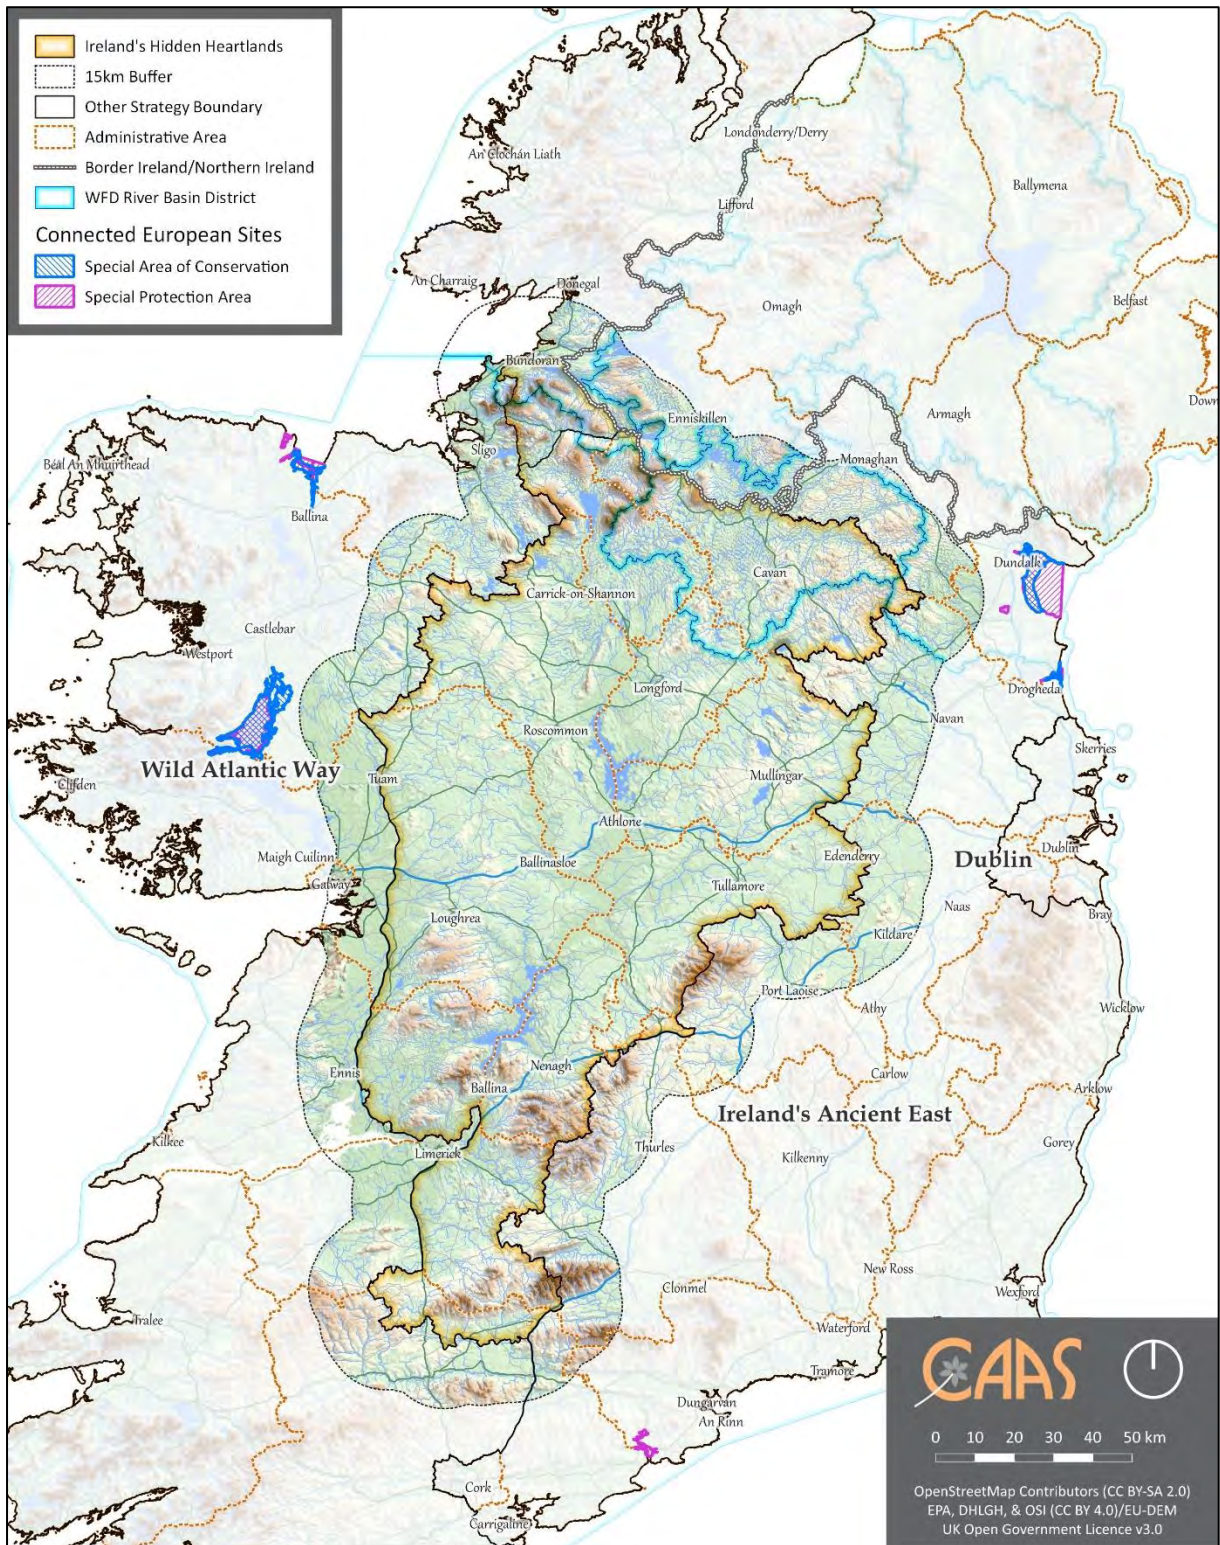 Ireland's Hidden Heartlands
15km Buffer
Other Strategy Boundary
Administrative Area
Border Ireland/Northern Ireland
WFD River Basin District
Connected European Sites
Special Area of Conservation
Special Protection Area
Londonderry/Derry
An Clochán Liath
Ballymena
Lifford
An Charraig
Donegal
Omagh
Belfast
Bundoran
Down
Enniskillen
Armagh
Sligo
Monaghan
Béal An Mhuirthead
Ballina
Dundalk
Cavan
Carrick-on-Shannon
Castlebar
Westport
Longford
Drogheda
Navan
Roscommon
Skerries
Wild Atlantic Way
Mullingar
Tuam
Clifden
Athlone
Dublin
Maigh Cuilinn
Ballinasloe
Edenderry
Dublin
Galway
Tullamore
Naas
Loughrea
Bray
Kildare
Port Laoise
Athy
Wicklow
Nenagh
Ennis
Carlow
Ballina
Arklow
Ireland's Ancient East
Kilkee
Gorey
Limerick
Thurles
Kilkenny
New Ross
Clonmel
Wexford
Tralee
Waterford
Tramore
Dungarvan
An Rinn
Cork
Carrigaline
CAAS
0 10 20 30 40 50 km
OpenStreetMap Contributors (CC BY-SA 2.0)
EPA, DHLGH, & OSI (CC BY 4.0)/EU-DEM
UK Open Government Licence v3.0